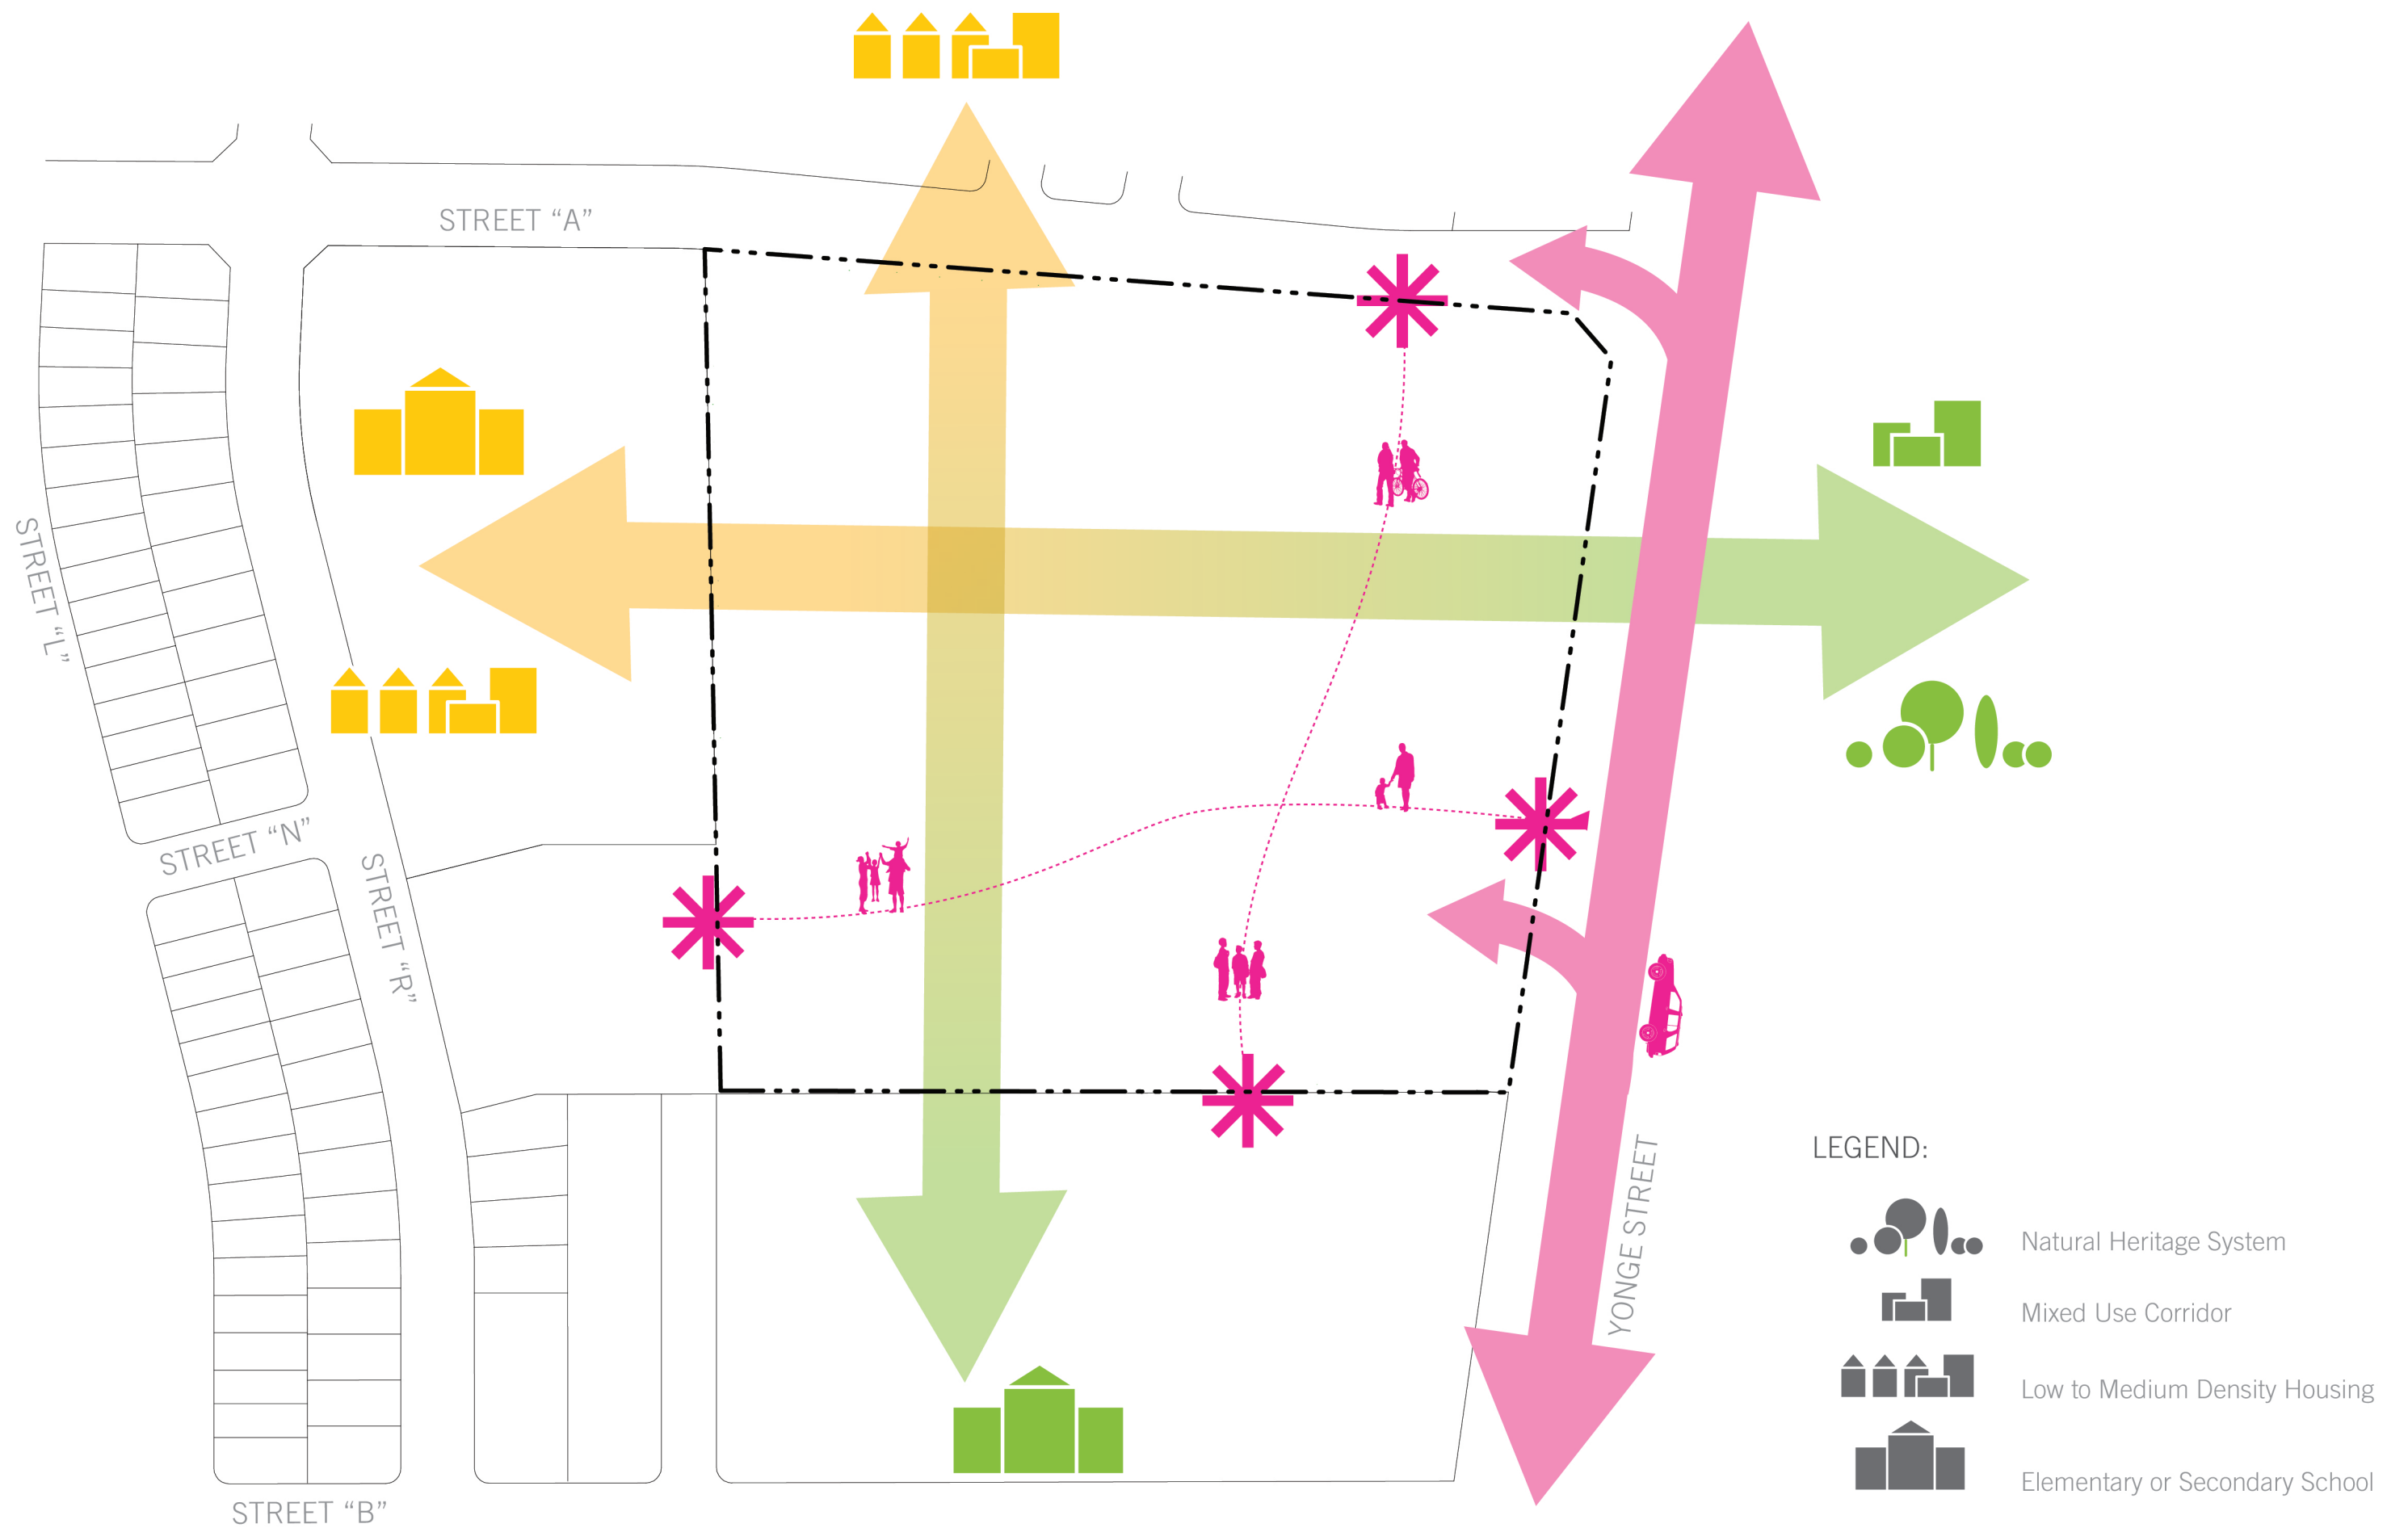 STREET “A”
STREET “L”
STREET “N”
STREET “R”
YONGE STREET
STREET “B”
LEGEND:
Natural Heritage System
Mixed Use Corridor
Low to Medium Density Housing
Elementary or Secondary School